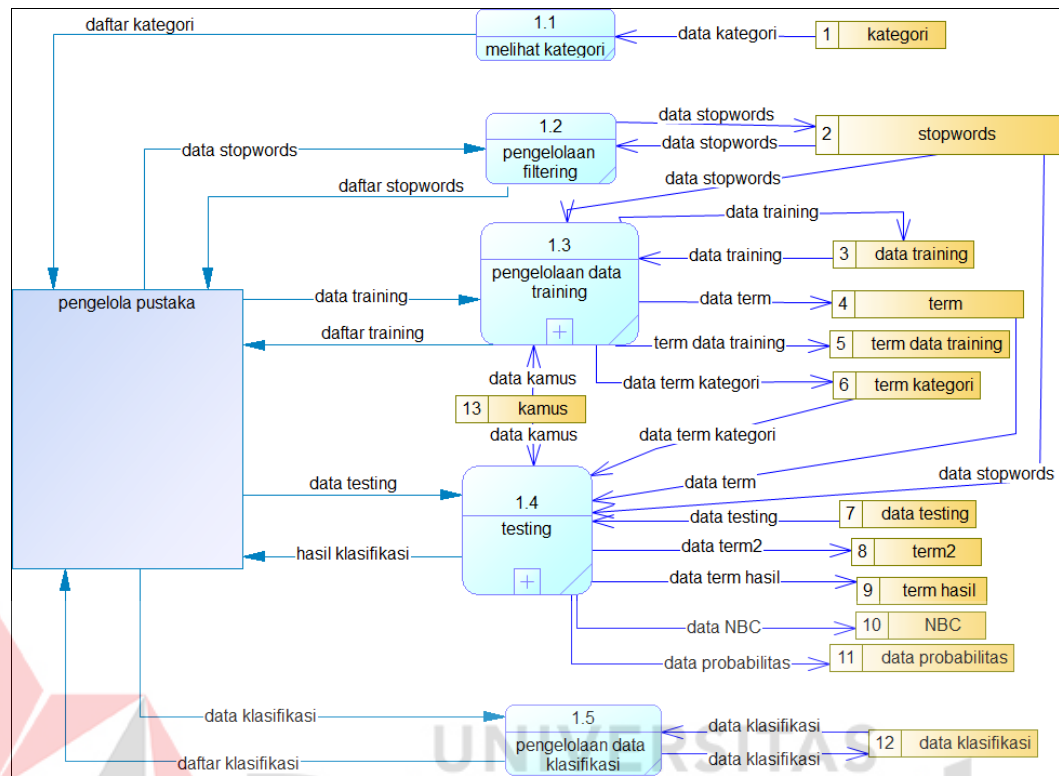 daftar kategori
1.1
melihat kategori
data kategori
1 kategori
data stopwords
1.2
pengelolaan
filtering
data stopwords
data stopwords
2 stopwords
daftar stopwords
data stopwords
data training
1.3
pengelolaan data
training
data training
3 data training
pengelola pustaka
data training
data term
4 term
daftar training
term data training
5 term data training
data kamus
data term kategori
6 term kategori
13 kamus
data kamus
data term kategori
data stopwords
data term
data testing
1.4
testing
data testing
7 data testing
hasil klasifikasi
data term2
8 term2
data term hasil
9 term hasil
data NBC
10 NBC
data probabilitas
11 data probabilitas
data klasifikasi
1.5
pengelolaan data
klasifikasi
data klasifikasi
12 data klasifikasi
daftar klasifikasi
data klasifikasi
UNIVERSITAS